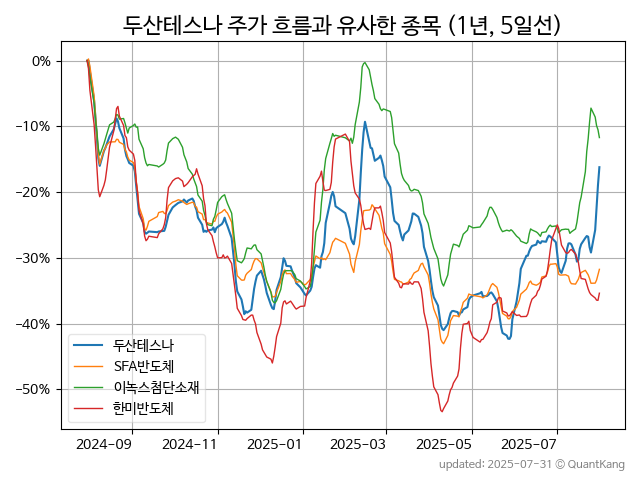 두산테스나 주가 흐름과 유사한 종목 (1년, 5일선)
0%
−10%
−20%
−30%
−40%
−50%
두산테스나
SFA반도체
이녹스첨단소재
한미반도체
2024-09 2024-11 2025-01 2025-03 2025-05 2025-07
updated: 2025-07-31 © QuantKang